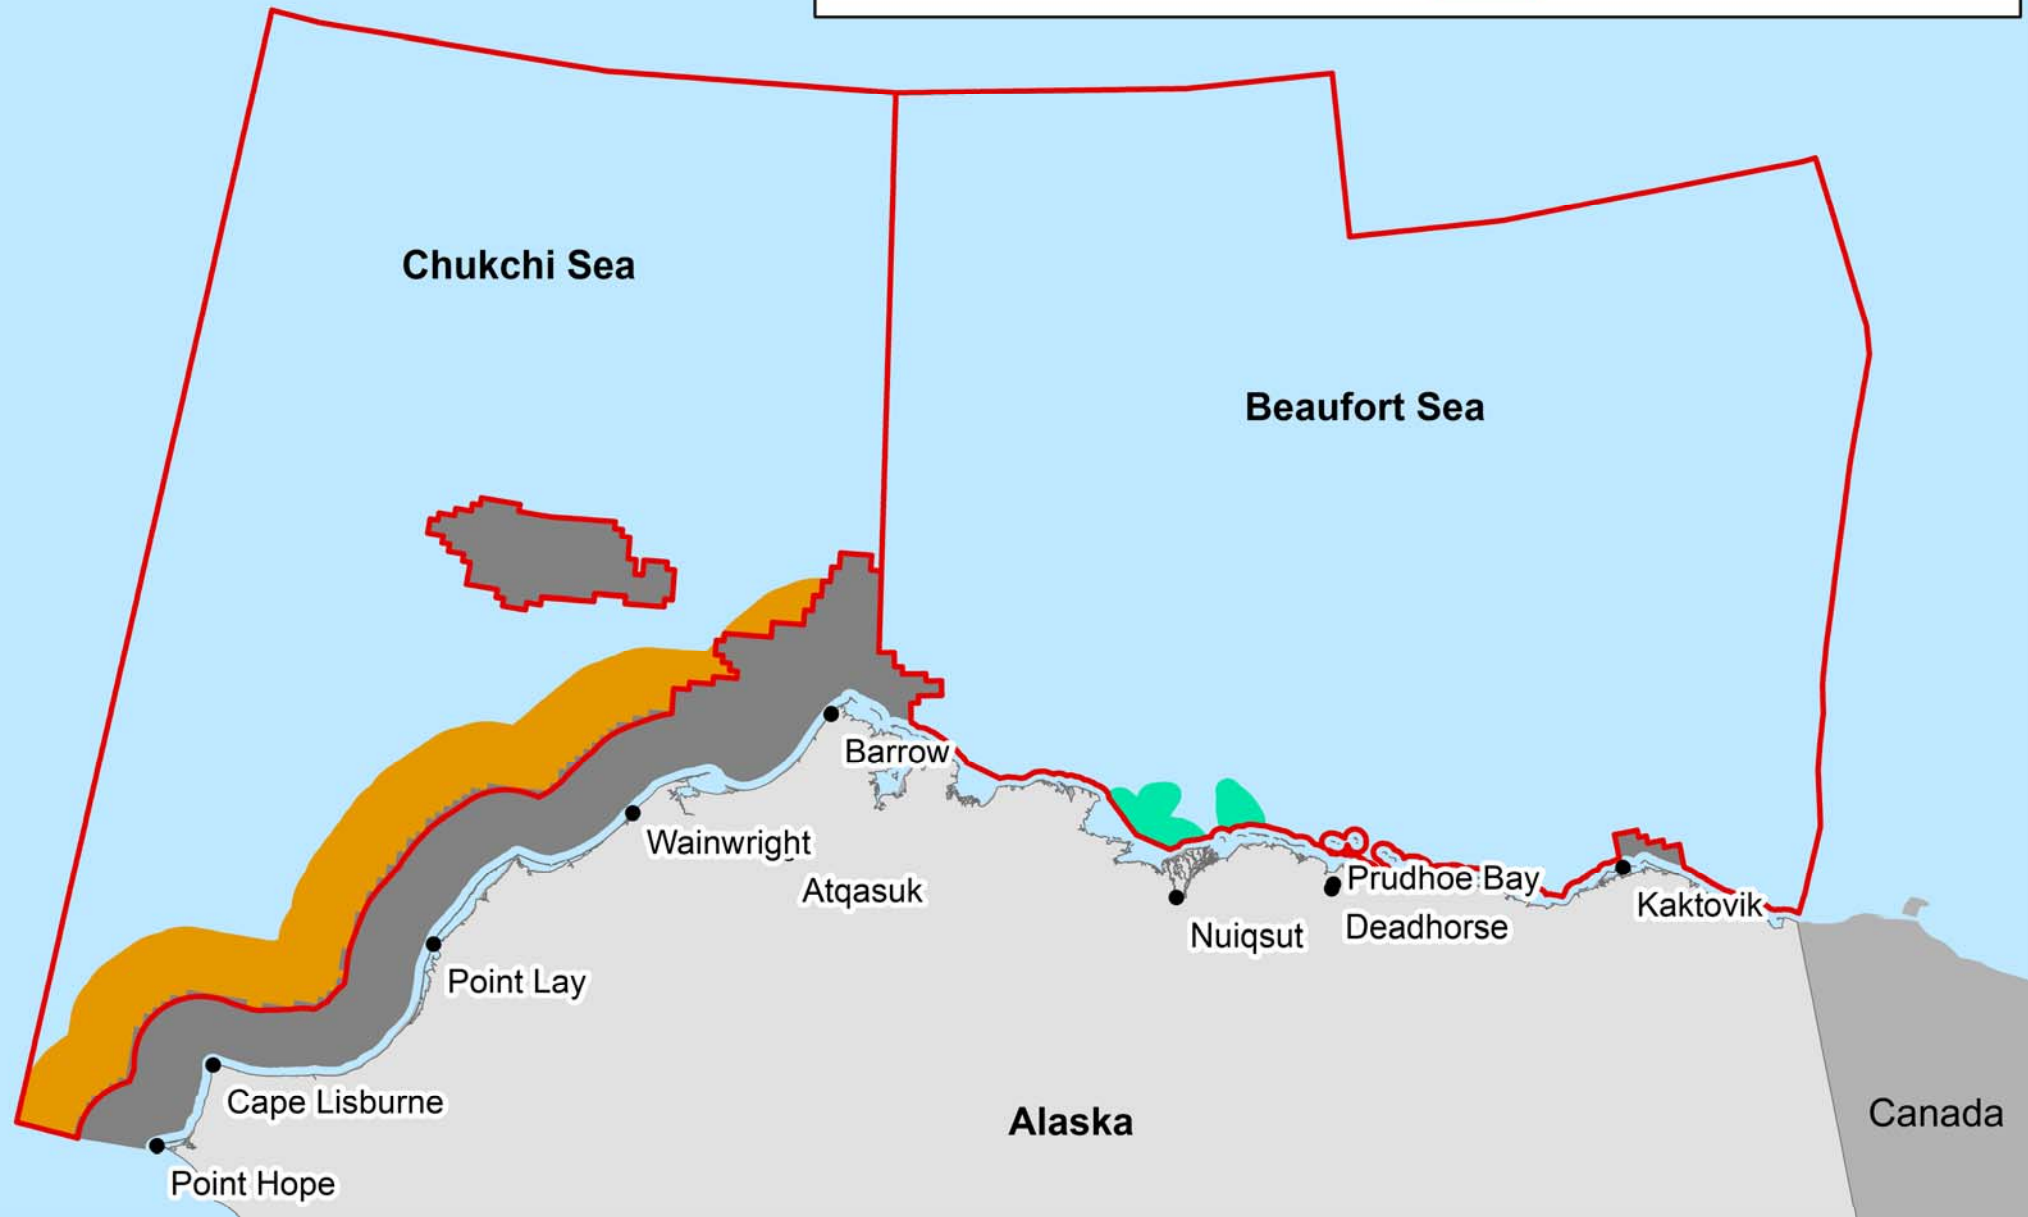 Chukchi Sea
Beaufort Sea
Barrow
Wainwright
Atqasuk
Prudhoe Bay
Kaktovik
Nuiqsut
Deadhorse
Point Lay
Cape Lisburne
Alaska
Canada
Point Hope